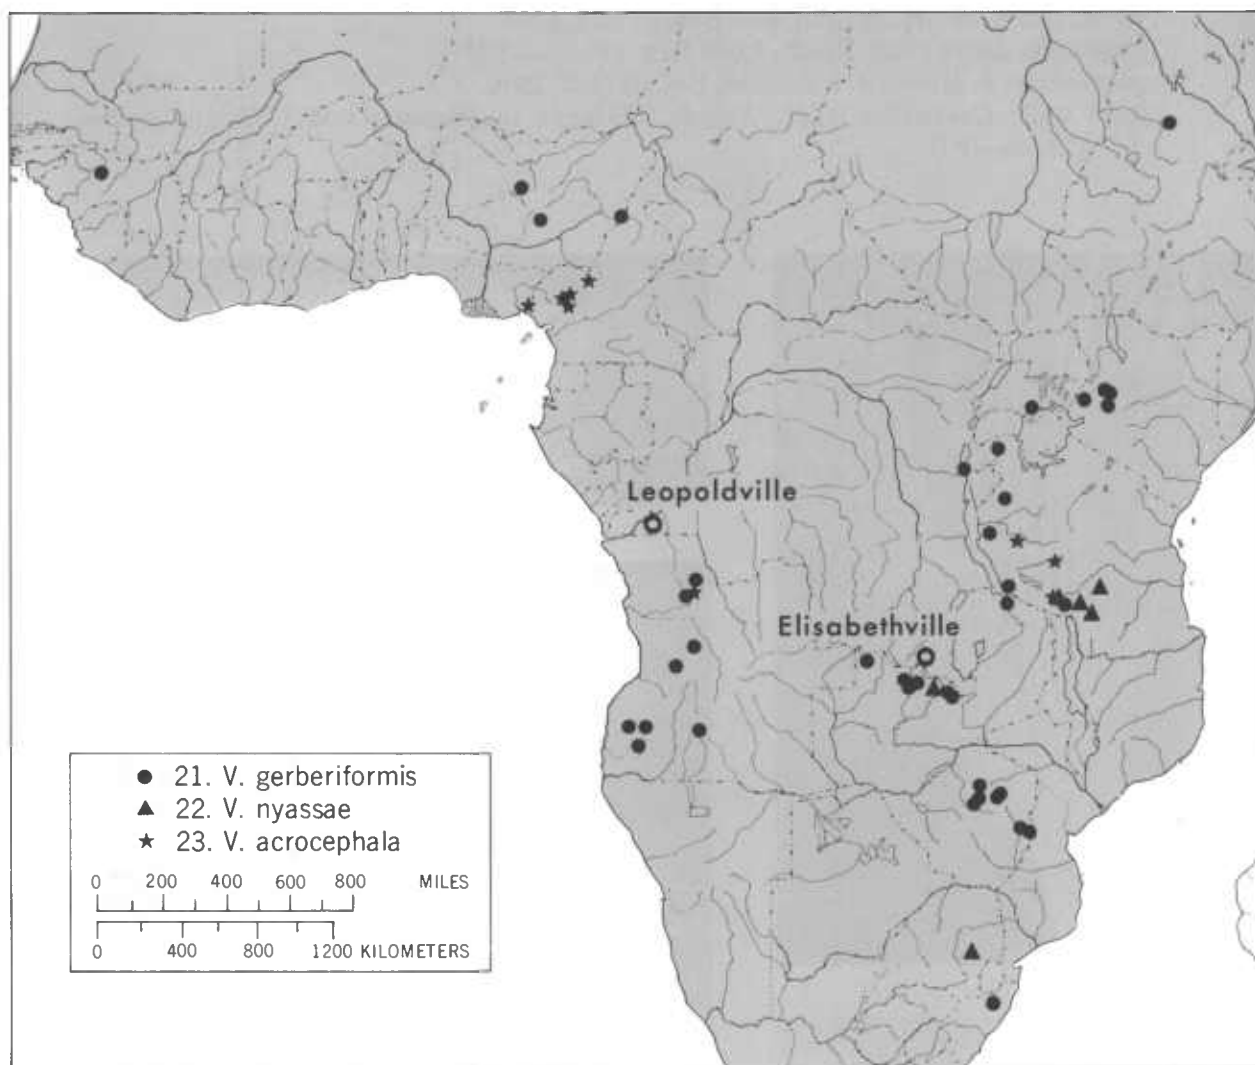 Leopoldville
Elisabethville
21. V. gerberiformis
22. V. nyassae
23. V. acrocephala
0 200 400 600 800 MILES
0 400 800 1200 KILOMETERS